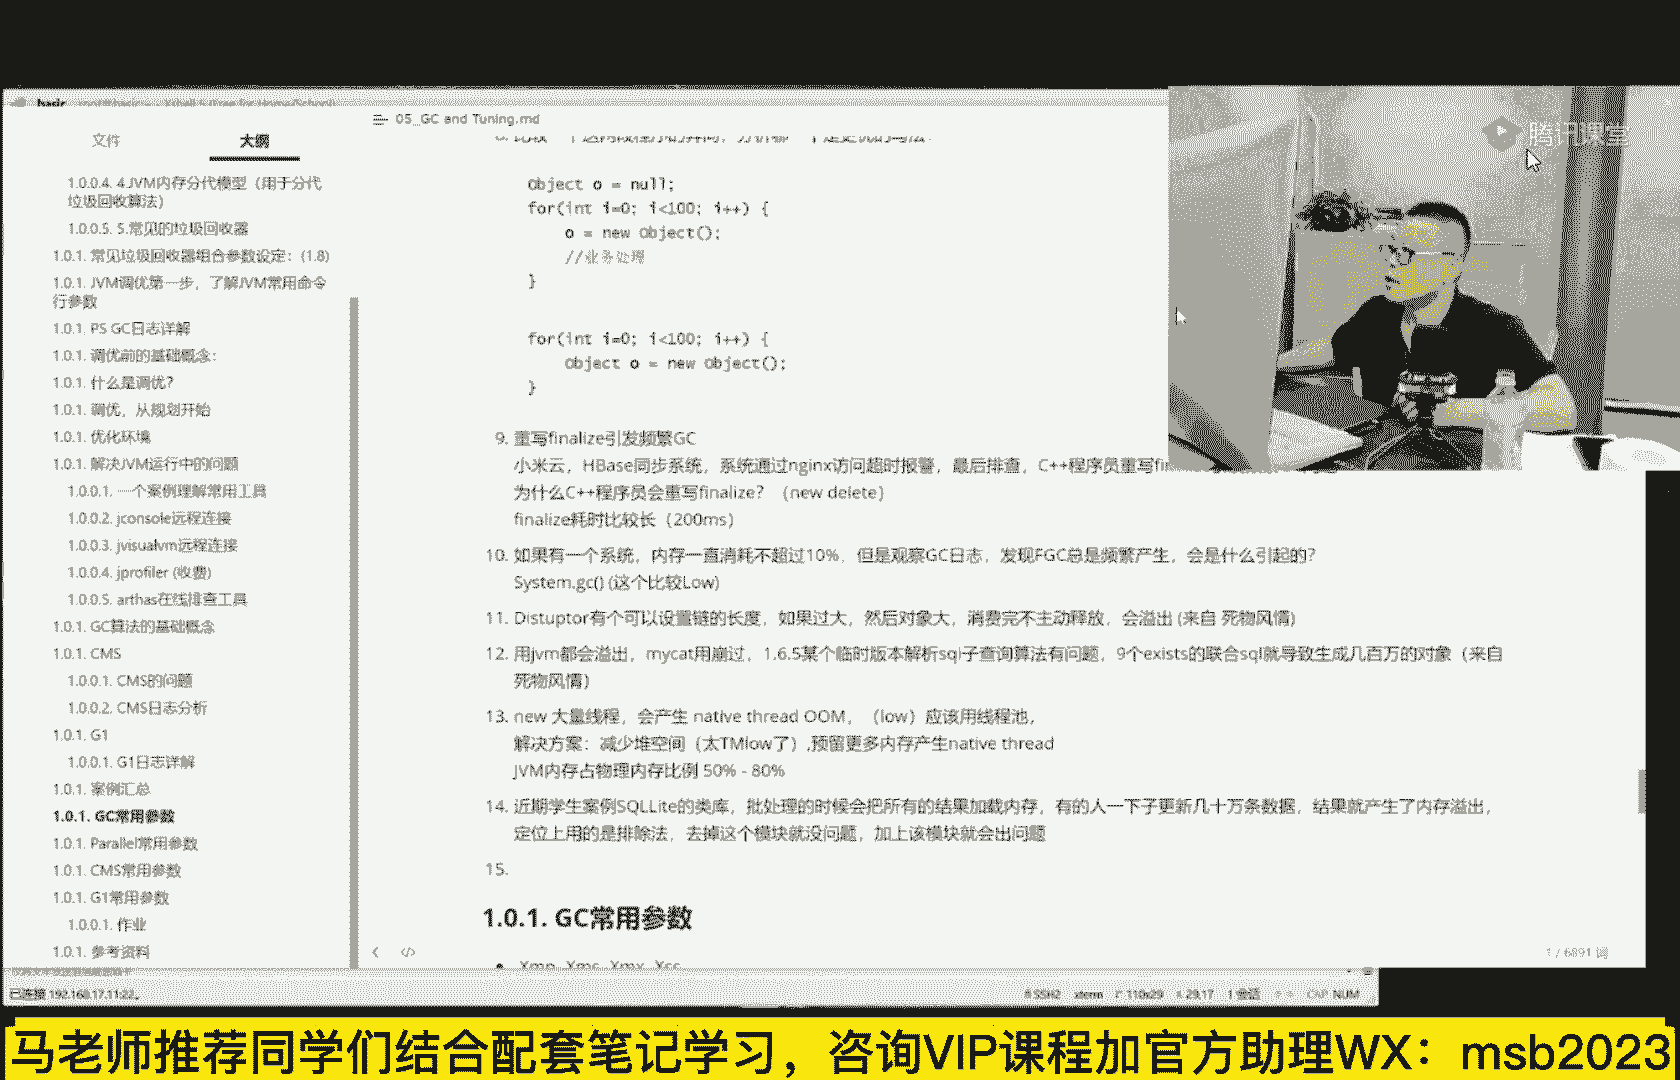 文件
大纲
1.0.0.4. 4.JVM内存分代模型（用于分代
垃圾回收算法）
1.0.0.5. 5.常见的垃圾回收器
1.0.1. 常见垃圾回收器组合参数设定：(1.8)
1.0.1. JVM调优第一步，了解JVM常用命令
行参数
1.0.1. PS GC日志详解
1.0.1. 调优前的基础概念：
1.0.1. 什么是调优？
1.0.1. 调优，从规划开始
1.0.1. 优化环境
1.0.1. 解决JVM运行中的问题
1.0.0.1. 一个案例理解常用工具
1.0.0.2. jconsole远程连接
1.0.0.3. jvisualvm远程连接
1.0.0.4. jprofiler (收费)
1.0.0.5. arthas在线排查工具
1.0.1. GC算法的基础概念
1.0.1. CMS
1.0.0.1. CMS的问题
1.0.0.2. CMS日志分析
1.0.1. G1
1.0.0.1. G1日志详解
1.0.1. 案例汇总
1.0.1. GC常用参数
1.0.1. Parallel常用参数
1.0.1. CMS常用参数
1.0.1. G1常用参数
1.0.0.1. 作业
1.0.1. 参考资料
05_GC and Tuning.md
Object o = null;
for(int i=0; i<100; i++) {
o = new Object();
//业务处理
}
for(int i=0; i<100; i++) {
Object o = new Object();
}
9. 重写finalize引发频繁GC
小米云，HBase同步系统，系统通过nginx访问超时报警，最后排查，C++程序员重写
为什么C++程序员会重写finalize？（new delete）
finalize耗时比较长（200ms）
10. 如果有一个系统，内存一直消耗不超过10%，但是观察GC日志，发现FGC总是频繁产生，会是什么引起的？
System.gc() (这个比较Low)
11. Distuptor有个可以设置链的长度，如果过大，然后对象大，消费完不主动释放，会溢出 (来自 死物风情)
12. 用jvm都会溢出，mycat用崩过，1.6.5某个临时版本解析sql子查询算法有问题，9个exists的联合sql就导致生成几百万的对象（来自
死物风情）
13. new 大量线程，会产生 native thread OOM，（low）应该用线程池，
解决方案：减少堆空间（太TMlow了）,预留更多内存产生native thread
JVM内存占物理内存比例 50% - 80%
14. 近期学生案例SQLLite的类库，批处理的时候会把所有的结果加载内存，有的人一下子更新几十万条数据，结果就产生了内存溢出，
定位上用的是排除法，去掉这个模块就没问题，加上该模块就会出问题
15.
1.0.1. GC常用参数
1 / 6891 词
已连接 192.168.17.11:22。
SSH2 xterm 110x29 29,17 1 会话 CAP NUM
腾讯课堂
马老师推荐同学们结合配套笔记学习，咨询VIP课程加官方助理WX：msb2023